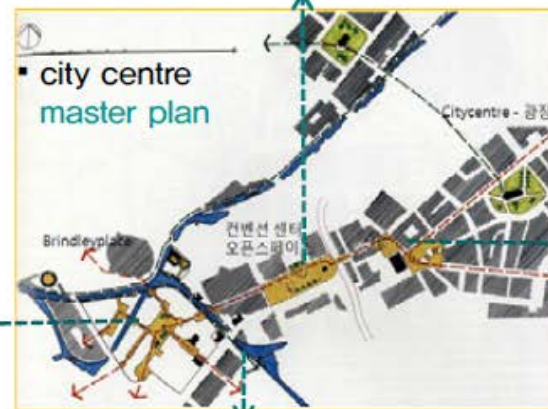 ▪ city centre
master plan
Citycentre - 광장
Brindleyplace
컨벤션 센터
오픈스페이